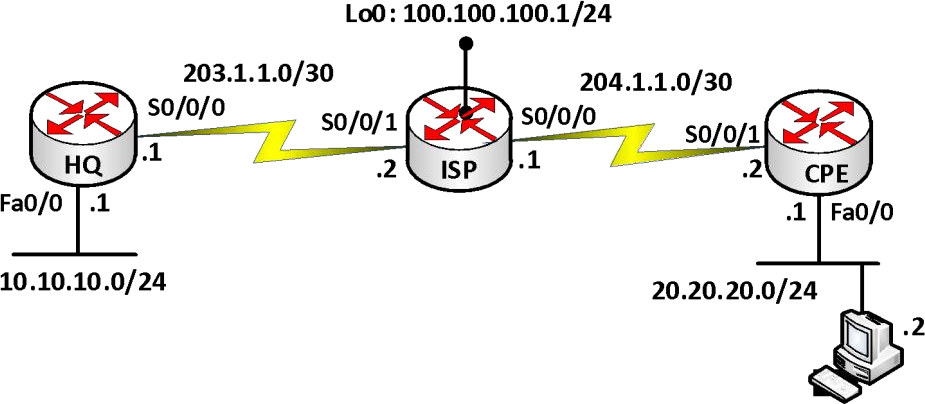 Lo0: 100.100.100.1/24
203.1.1.0/30
204.1.1.0/30
S0/0/0
S0/0/1
S0/0/0
S0/0/1
HQ
.1
.2
ISP
.1
.2
CPE
Fa0/0
.1
.1
Fa0/0
10.10.10.0/24
20.20.20.0/24
.2